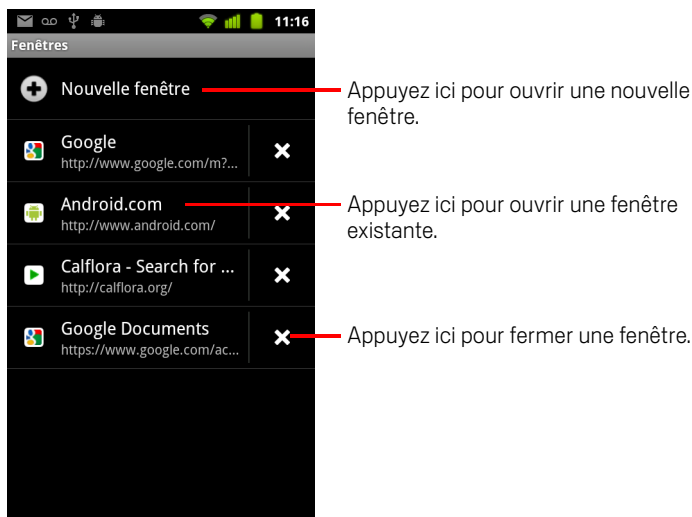 11:16
Fenêtres
Nouvelle fenêtre
Appuyez ici pour ouvrir une nouvelle
fenêtre.
Google
http://www.google.com/m?...
Android.com
http://www.android.com/
Appuyez ici pour ouvrir une fenêtre
existante.
Calflora - Search for ...
http://calflora.org/
Google Documents
https://www.google.com/ac...
Appuyez ici pour fermer une fenêtre.